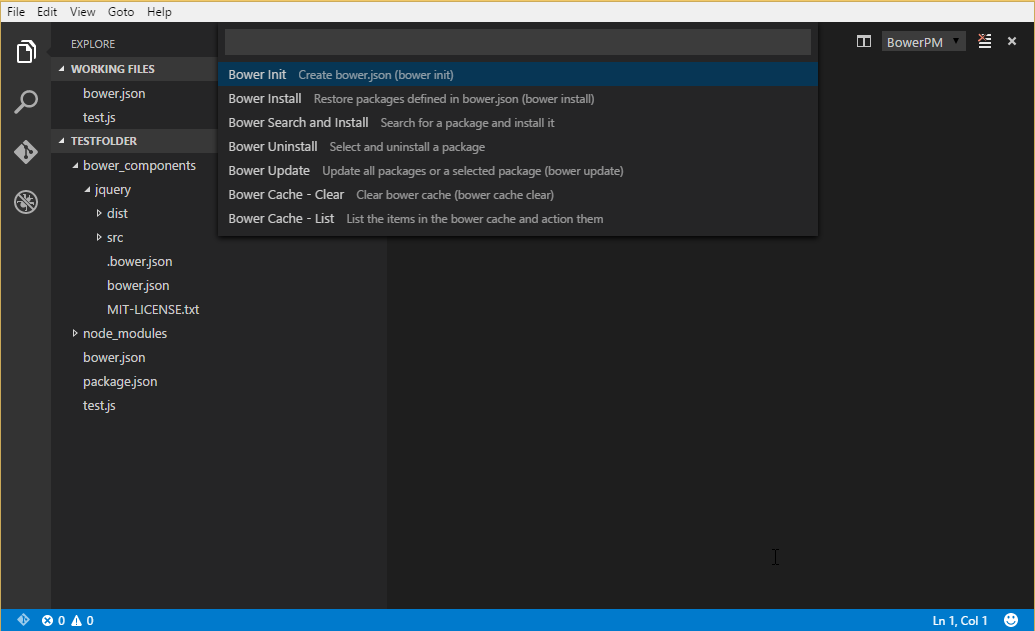 File Edit View Goto Help
EXPLORE
WORKING FILES
bower.json
test.js
TESTFOLDER
bower_components
jquery
dist
src
.bower.json
bower.json
MIT-LICENSE.txt
node_modules
bower.json
package.json
test.js
Bower Init Create bower.json (bower init)
Bower Install Restore packages defined in bower.json (bower install)
Bower Search and Install Search for a package and install it
Bower Uninstall Select and uninstall a package
Bower Update Update all packages or a selected package (bower update)
Bower Cache - Clear Clear bower cache (bower cache clear)
Bower Cache - List List the items in the bower cache and action them
BowerPM
0 0
Ln 1, Col 1